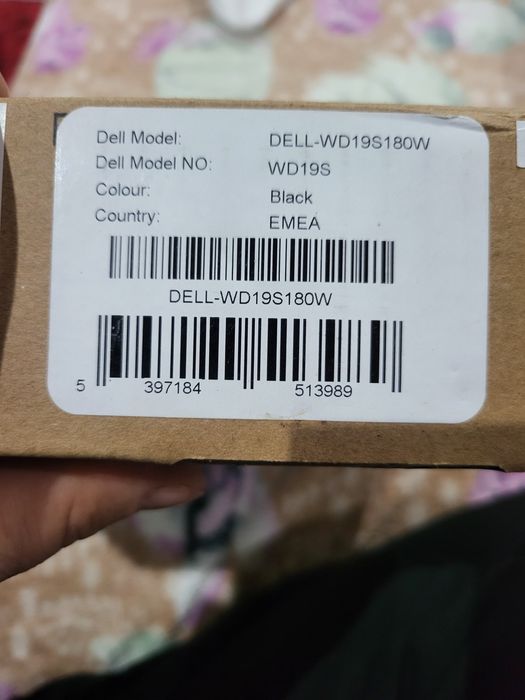 Dell Model: DELL-WD19S180W
Dell Model NO: WD19S
Colour: Black
Country: EMEA
DELL-WD19S180W
5 397184 513989